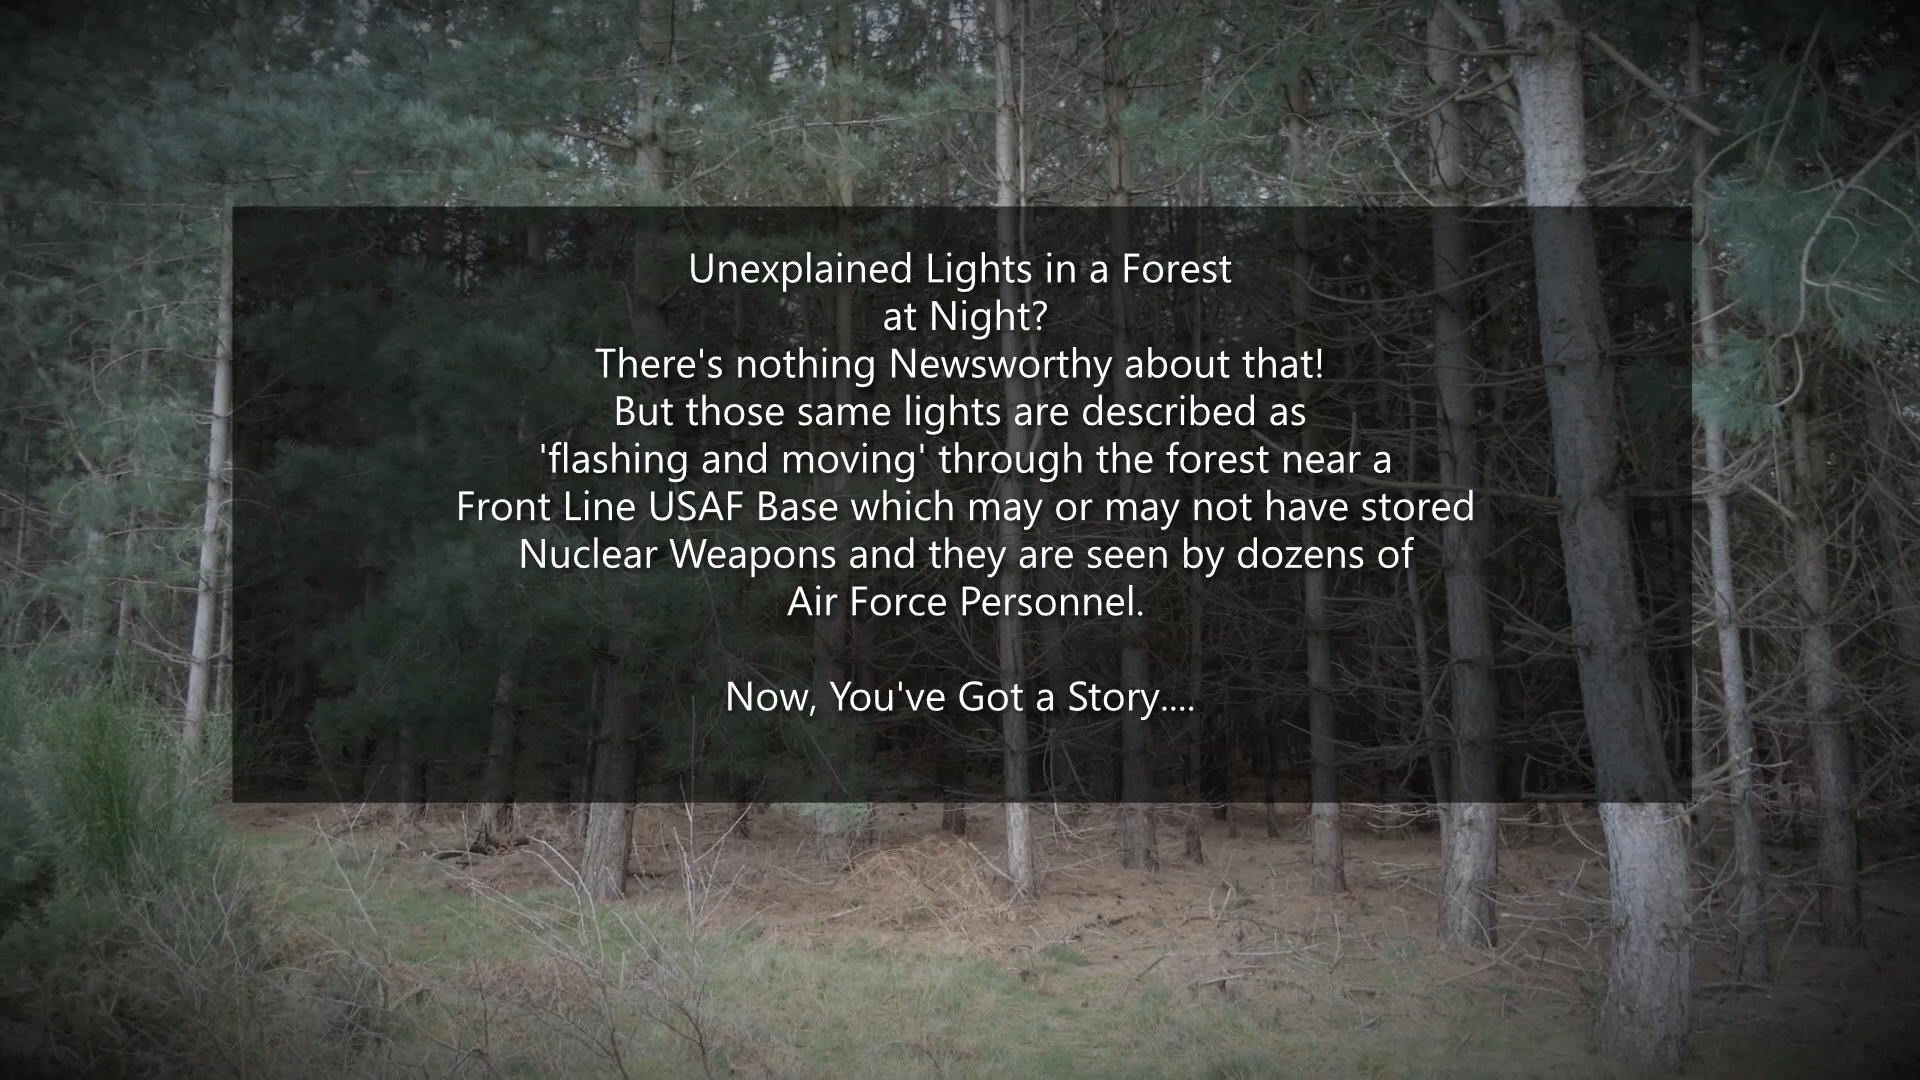 Unexplained Lights in a Forest
at Night?
There's nothing Newsworthy about that!
But those same lights are described as
'flashing and moving' through the forest near a
Front Line USAF Base which may or may not have stored
Nuclear Weapons and they are seen by dozens of
Air Force Personnel.
Now, You've Got a Story....